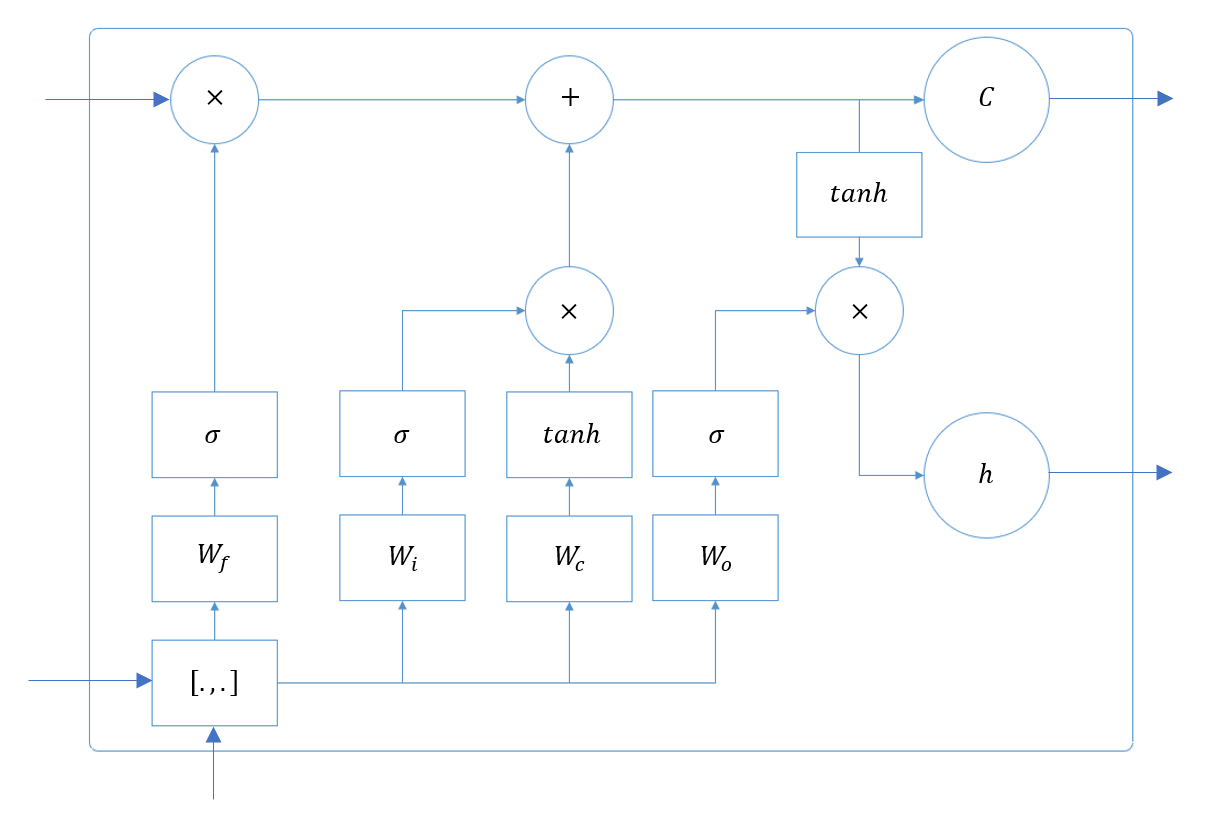 × + C
tanh
× ×
σ σ tanh σ
W_f W_i W_c W_o
[.,.] h